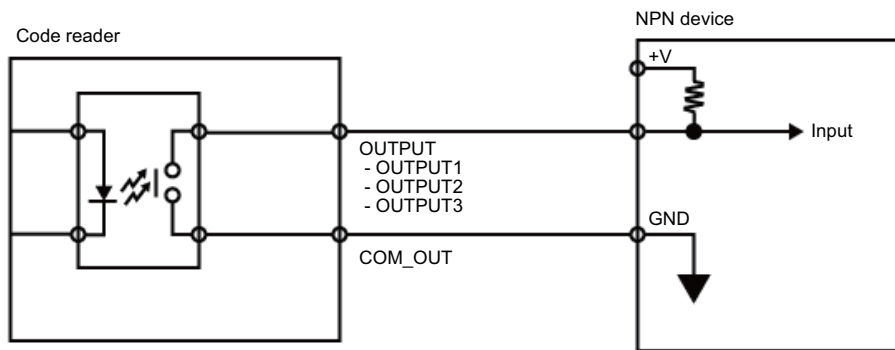 NPN device
Code reader
+V
Input
OUTPUT
- OUTPUT1
- OUTPUT2
- OUTPUT3
GND
COM_OUT